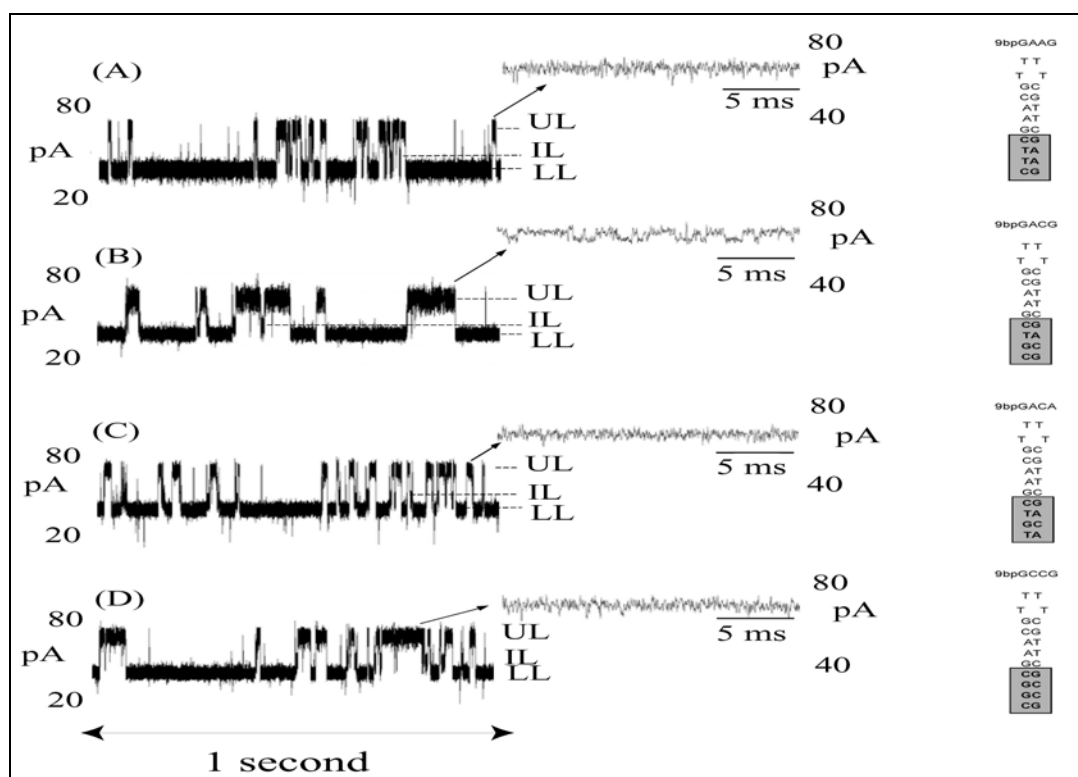 (A)
80
pA
20
UL
IL
LL
80
pA
40
5 ms
9bpGAAG
TT
T T
GC
CG
AT
AT
GC
CG
TA
TA
CG
(B)
80
pA
20
UL
IL
LL
80
pA
40
5 ms
9bpGACG
TT
T T
GC
CG
AT
AT
GC
CG
TA
GC
CG
(C)
80
pA
20
UL
IL
LL
80
pA
40
5 ms
9bpGACA
TT
T T
GC
CG
AT
AT
GC
CG
TA
GC
TA
(D)
80
pA
20
UL
IL
LL
80
pA
40
5 ms
9bpGCCG
TT
T T
GC
CG
AT
AT
GC
CG
GC
GC
CG
1 second